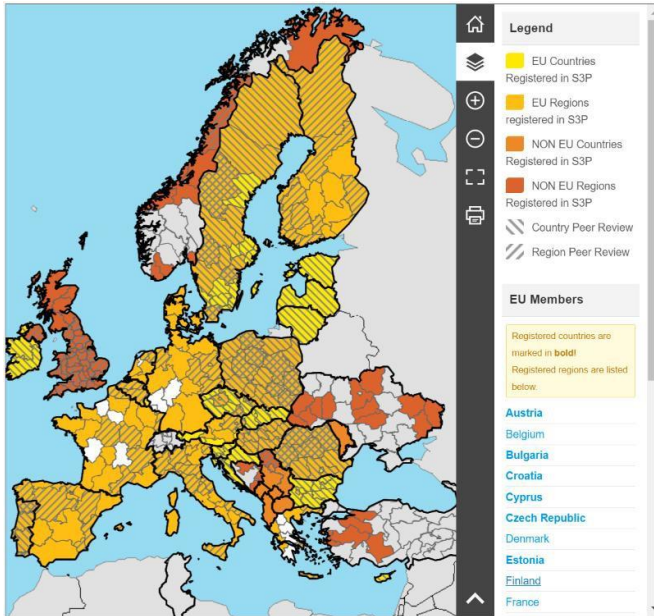 Legend
EU Countries
Registered in S3P
EU Regions
registered in S3P
NON EU Countries
Registered in S3P
NON EU Regions
Registered in S3P
Country Peer Review
Region Peer Review
EU Members
Registered countries are
marked in bold!
Registered regions are listed
below.
Austria
Belgium
Bulgaria
Croatia
Cyprus
Czech Republic
Denmark
Estonia
Finland
France